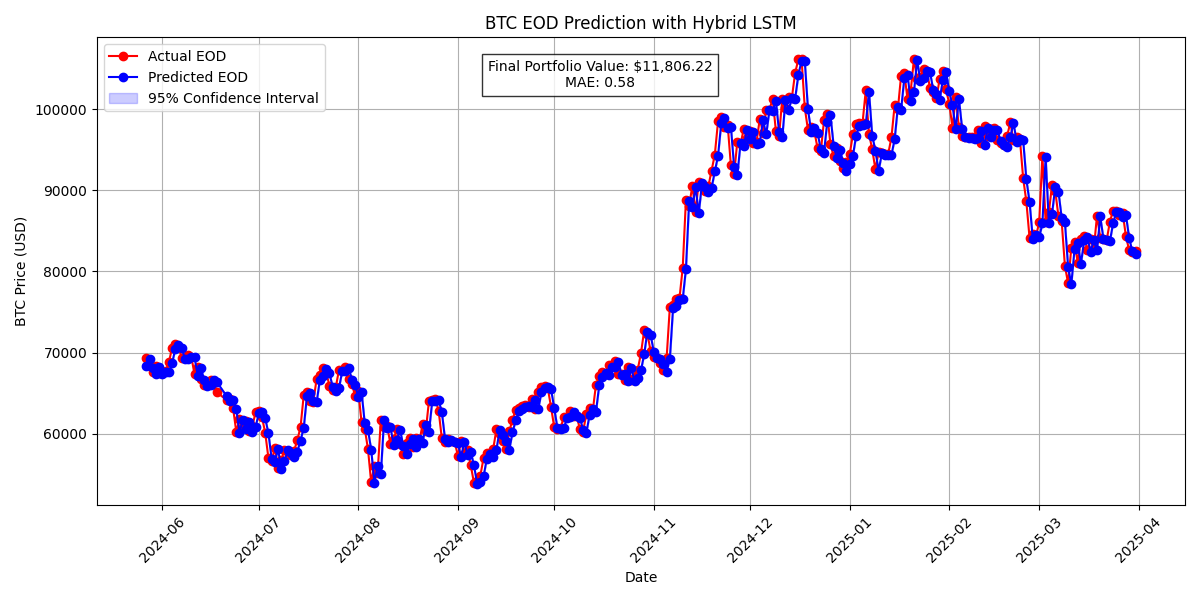 BTC EOD Prediction with Hybrid LSTM
Actual EOD
Predicted EOD
95% Confidence Interval
Final Portfolio Value: $11,806.22
MAE: 0.58
BTC Price (USD)
100000
90000
80000
70000
60000
2024-06
2024-07
2024-08
2024-09
2024-10
2024-11
2024-12
2025-01
2025-02
2025-03
2025-04
Date